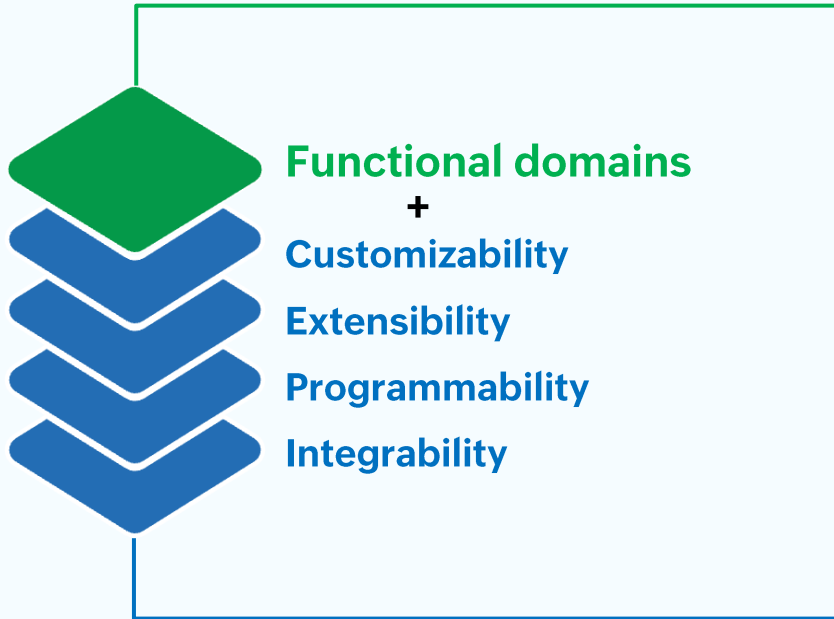 Functional domains
+
Customizability
Extensibility
Programmability
Integrability